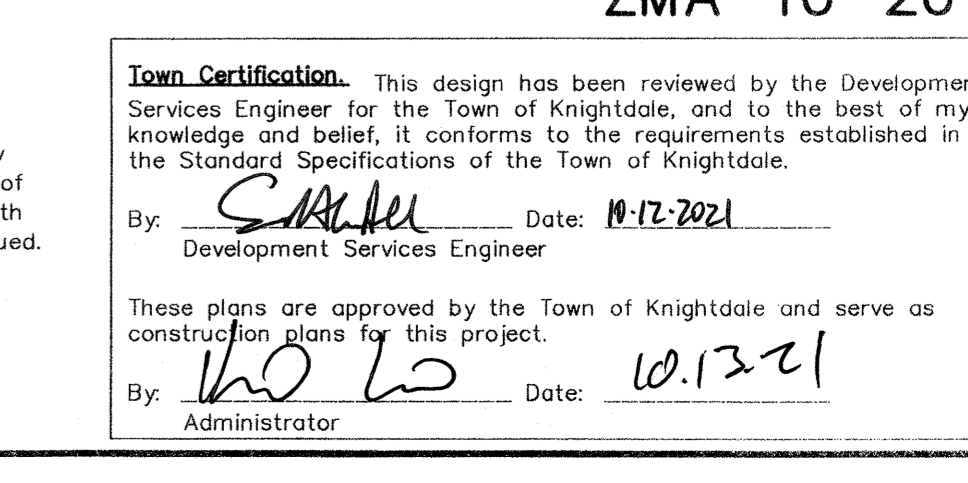 ZMA 10 20
Town Certification. This design has been reviewed by the Developmen
Services Engineer for the Town of Knightdale, and to the best of my
knowledge and belief, it conforms to the requirements established in
the Standard Specifications of the Town of Knightdale.
of
th
ued.
By: Date: 10.12.2021
Development Services Engineer
These plans are approved by the Town of Knightdale and serve as
construction plans for this project.
By: Date: 10.13.21
Administrator